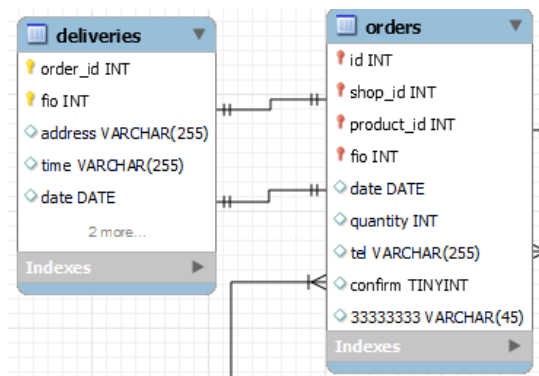 deliveries
order_id INT
fio INT
address VARCHAR(255)
time VARCHAR(255)
date DATE
2 more...
Indexes
orders
id INT
shop_id INT
product_id INT
fio INT
date DATE
quantity INT
tel VARCHAR(255)
confirm TINYINT
33333333 VARCHAR(45)
Indexes